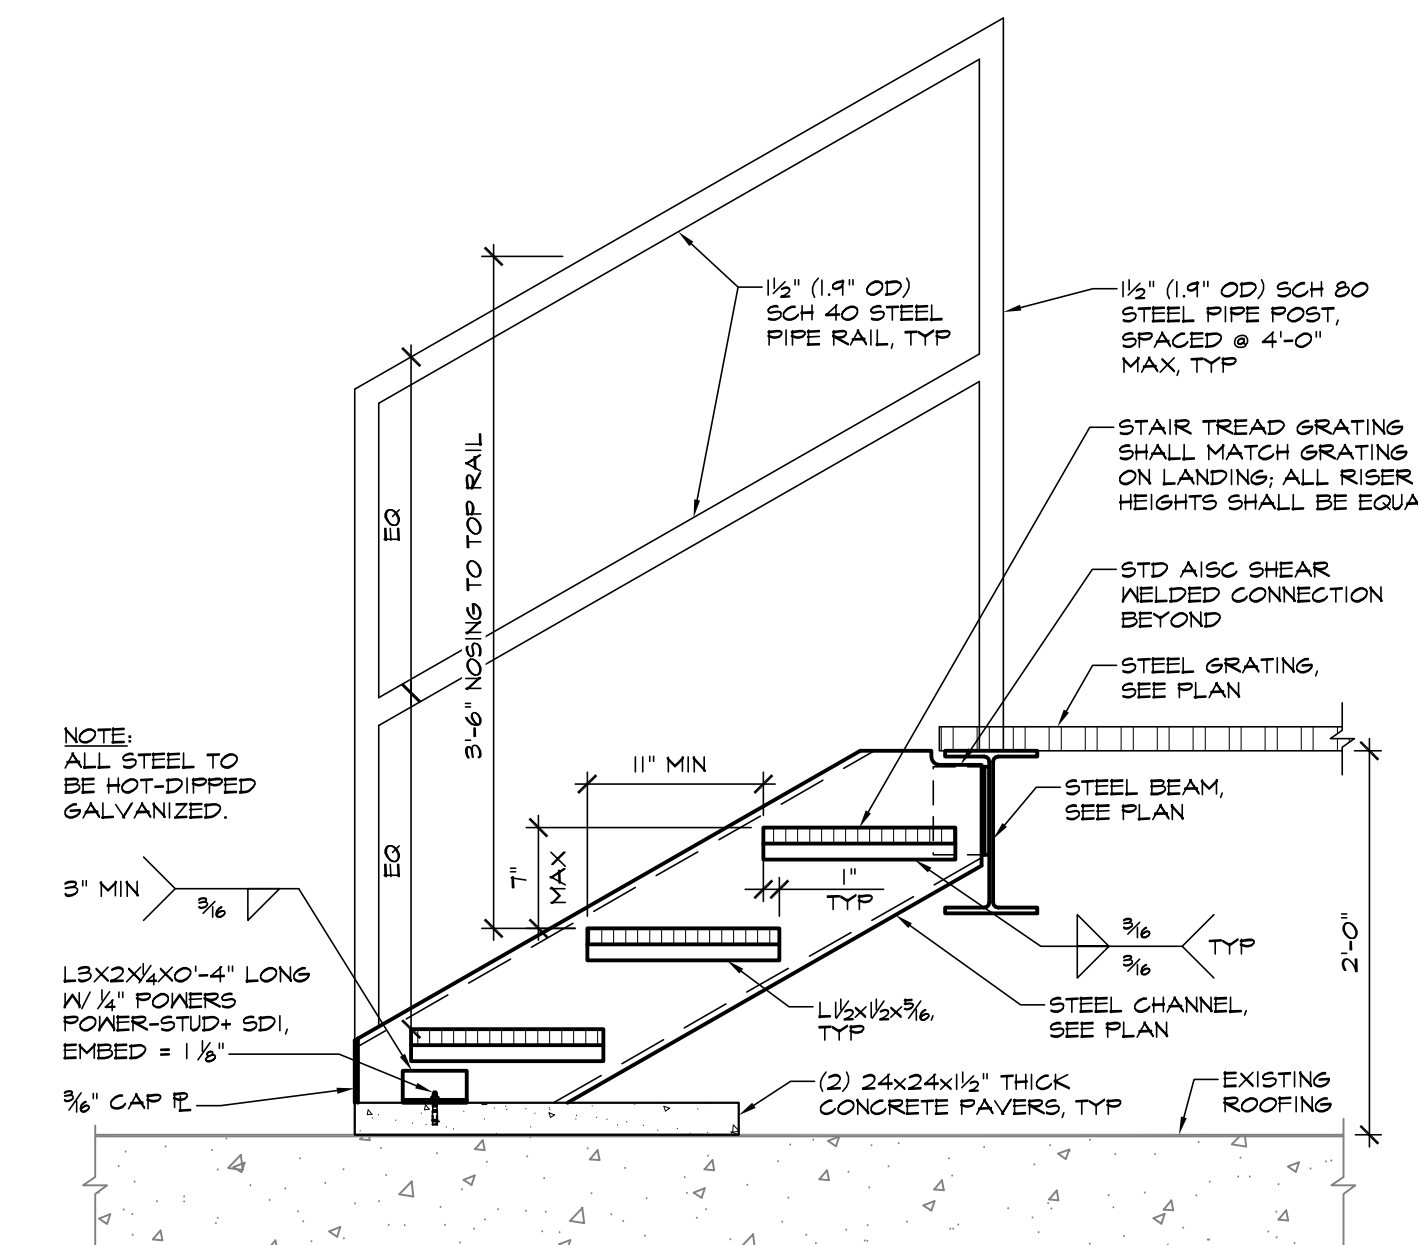 1½" (1.9" OD)
SCH 40 STEEL
PIPE RAIL, TYP
1½" (1.9" OD) SCH 80
STEEL PIPE POST,
SPACED @ 4'-0"
MAX, TYP
STAIR TREAD GRATING
SHALL MATCH GRATING
ON LANDING; ALL RISER
HEIGHTS SHALL BE EQUA
EQ
3'-6" NOSING TO TOP RAIL
STD AISC SHEAR
WELDED CONNECTION
BEYOND
STEEL GRATING,
SEE PLAN
NOTE:
ALL STEEL TO
BE HOT-DIPPED
GALVANIZED.
11" MIN
STEEL BEAM,
SEE PLAN
EQ
7"
MAX
1"
TYP
3" MIN
3/16
3/16
3/16
TYP
2'-0"
L3X2X¼X0'-4" LONG
W/ ¼" POWERS
POWER-STUD+ SD1,
EMBED = 1 ⅛"
L1½x1½x5/16,
TYP
STEEL CHANNEL,
SEE PLAN
3/16" CAP PL
(2) 24x24x1½" THICK
CONCRETE PAVERS, TYP
EXISTING
ROOFING